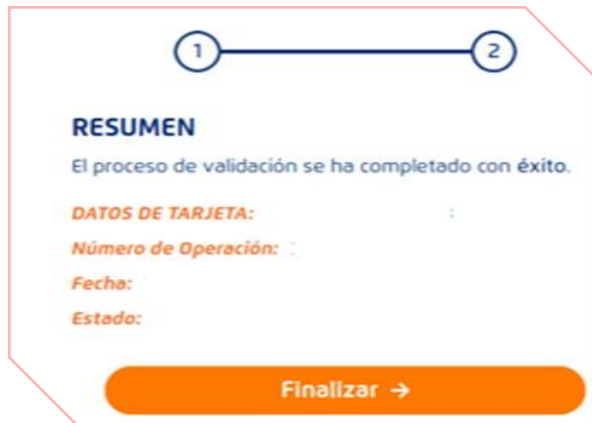 1 2
RESUMEN
El proceso de validación se ha completado con éxito.
DATOS DE TARJETA:
Número de Operación:
Fecha:
Estado:
Finalizar →